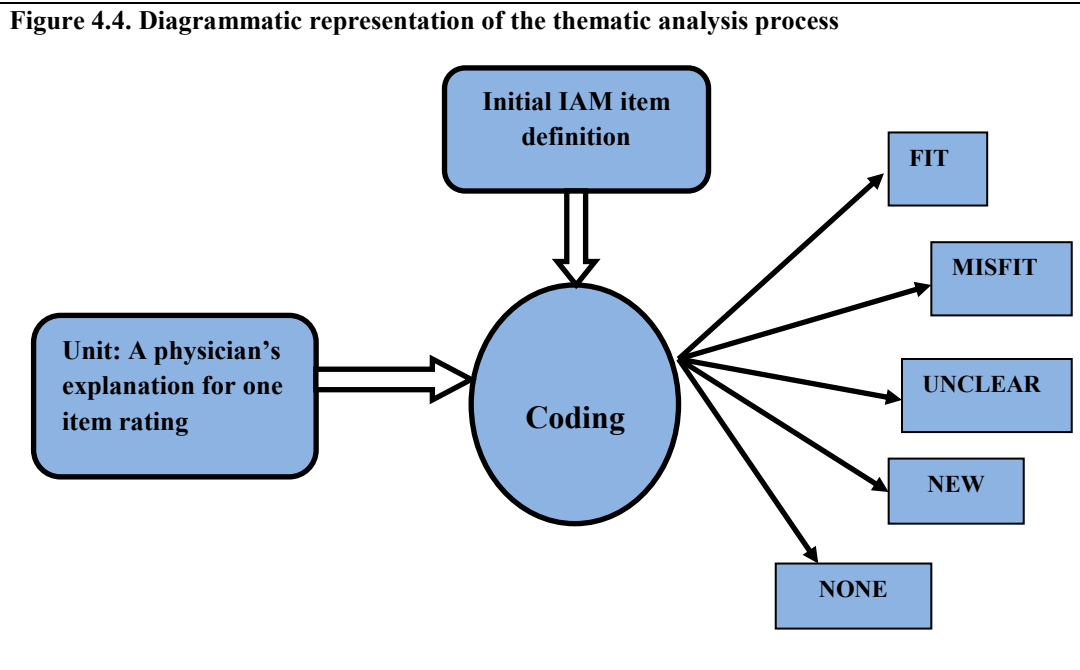 Figure 4.4. Diagrammatic representation of the thematic analysis process
Initial IAM item
definition
FIT
MISFIT
Unit: A physician's
explanation for one
item rating
Coding
UNCLEAR
NEW
NONE